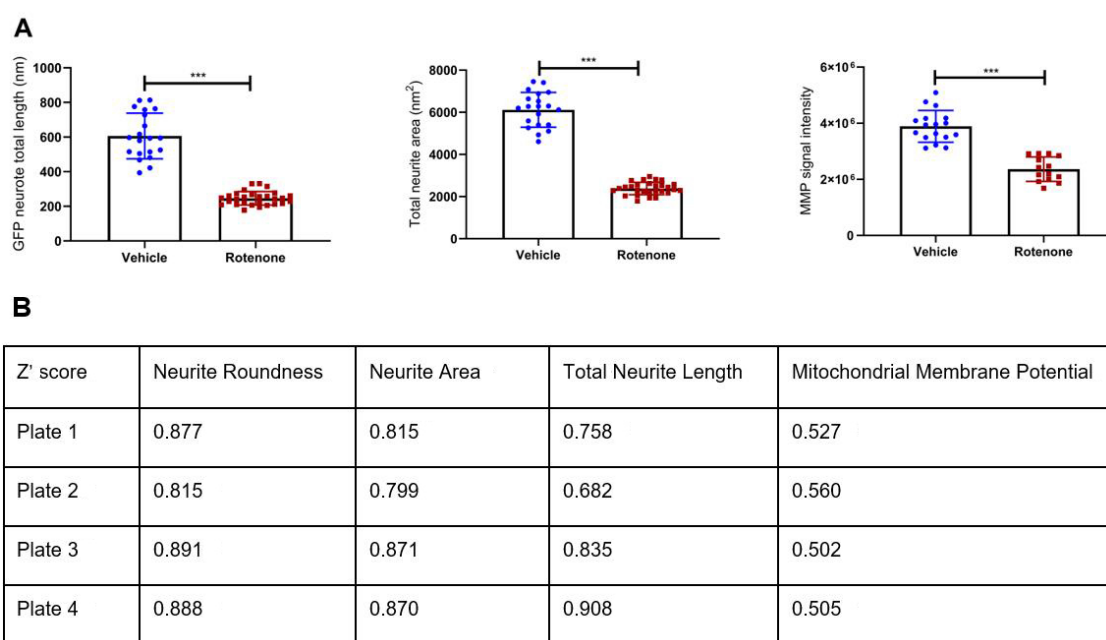 A
GFP neurote total length (nm)
1000
800
600
400
200
0
***
Vehicle
Rotenone
Total neurite area (nm²)
8000
6000
4000
2000
0
***
Vehicle
Rotenone
MMP signal intensity
6×10⁶
4×10⁶
2×10⁶
0
***
Vehicle
Rotenone
B
Z' score Neurite Roundness Neurite Area Total Neurite Length Mitochondrial Membrane Potential
Plate 1 0.877 0.815 0.758 0.527
Plate 2 0.815 0.799 0.682 0.560
Plate 3 0.891 0.871 0.835 0.502
Plate 4 0.888 0.870 0.908 0.505